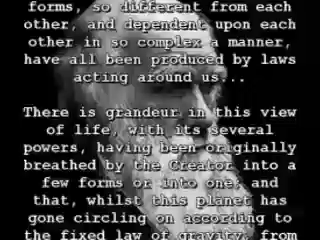 forms, so different from each
other, and dependent upon each
other in so complex a manner,
have all been produced by laws
acting around us...
There is grandeur in this view
of life, with its several
powers, having been originally
breathed by the Creator into a
few forms or into one; and
that, whilst this planet has
gone circling on according to
the fixed law of gravity, from